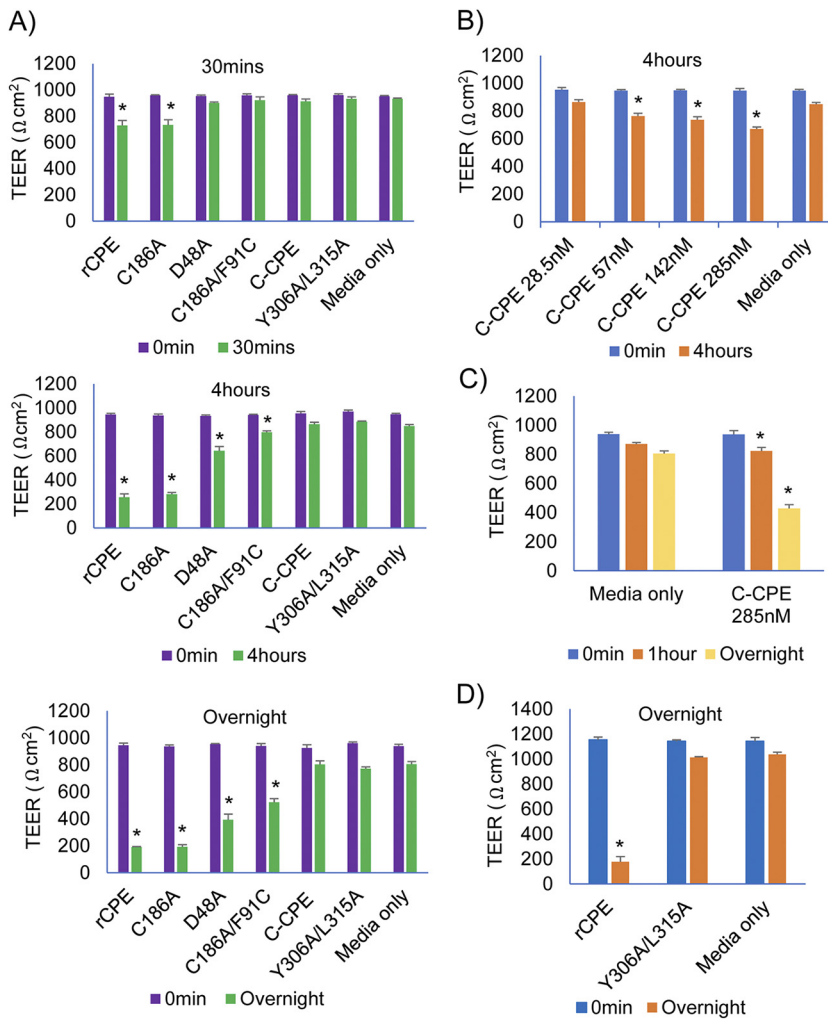 A)
30mins
TEER ( Ω cm²)
1200
1000
800
600
400
200
0
* *
rCPE
C186A
D48A
C186A/F91C
C-CPE
Y306A/L315A
Media only
0min 30mins
4hours
TEER ( Ω cm²)
1200
1000
800
600
400
200
0
* * * *
rCPE
C186A
D48A
C186A/F91C
C-CPE
Y306A/L315A
Media only
0min 4hours
Overnight
TEER ( Ω cm²)
1200
1000
800
600
400
200
0
* * * *
rCPE
C186A
D48A
C186A/F91C
C-CPE
Y306A/L315A
Media only
0min Overnight
B)
4hours
TEER ( Ω cm²)
1200
1000
800
600
400
200
0
* * *
C-CPE 28.5nM
C-CPE 57nM
C-CPE 142nM
C-CPE 285nM
Media only
0min 4hours
C)
TEER ( Ω cm²)
1200
1000
800
600
400
200
0
* *
Media only
C-CPE
285nM
0min 1hour Overnight
D)
Overnight
TEER ( Ω cm²)
1400
1200
1000
800
600
400
200
0
*
rCPE
Y306A/L315A
Media only
0min Overnight